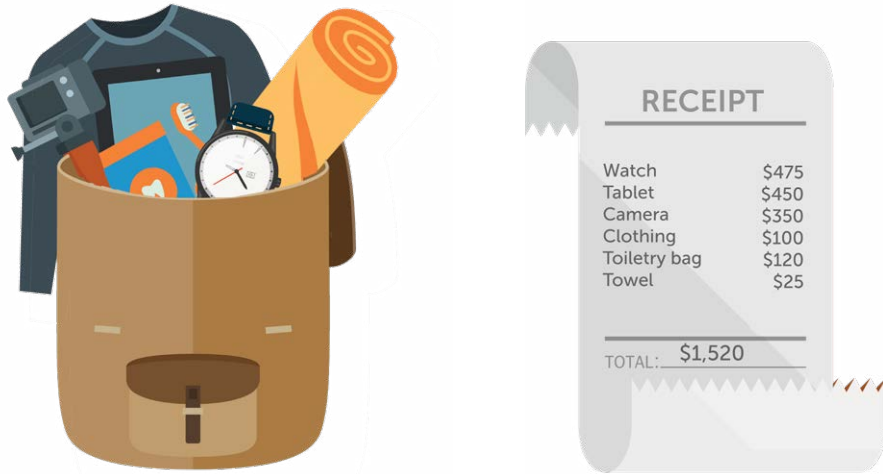 RECEIPT
Watch $475
Tablet $450
Camera $350
Clothing $100
Toiletry bag $120
Towel $25
TOTAL: $1,520